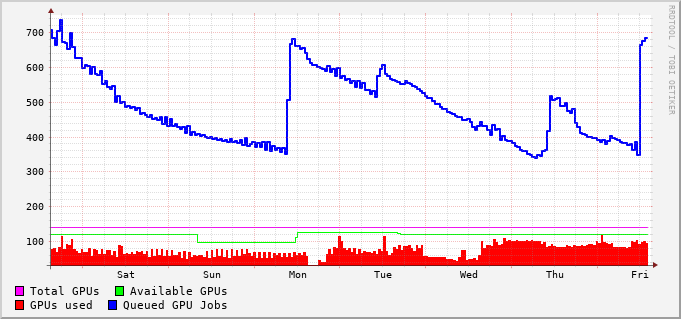 700
600
500
400
300
200
100
Sat Sun Mon Tue Wed Thu Fri
Total GPUs Available GPUs
GPUs used Queued GPU Jobs
RRDTOOL / TOBI OETIKER